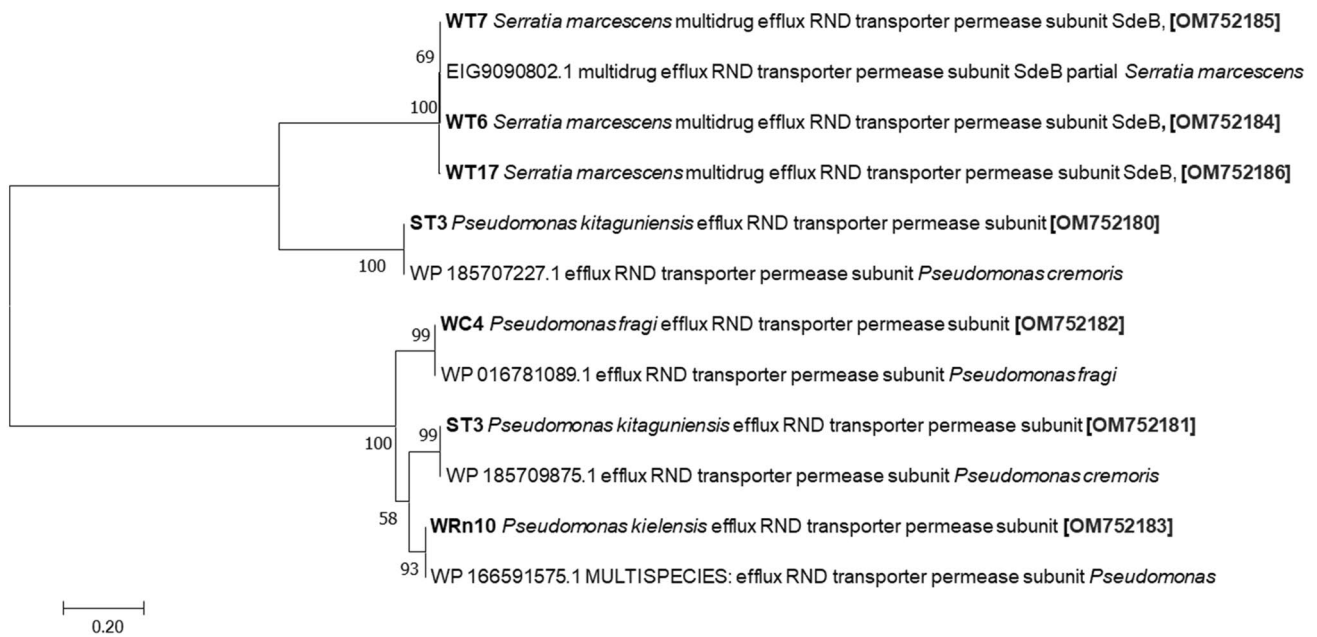 WT7 Serratia marcescens multidrug efflux RND transporter permease subunit SdeB, [OM752185]
69
EIG9090802.1 multidrug efflux RND transporter permease subunit SdeB partial Serratia marcescens
100
WT6 Serratia marcescens multidrug efflux RND transporter permease subunit SdeB, [OM752184]
WT17 Serratia marcescens multidrug efflux RND transporter permease subunit SdeB, [OM752186]
ST3 Pseudomonas kitaguniensis efflux RND transporter permease subunit [OM752180]
100
WP 185707227.1 efflux RND transporter permease subunit Pseudomonas cremoris
WC4 Pseudomonas fragi efflux RND transporter permease subunit [OM752182]
99
WP 016781089.1 efflux RND transporter permease subunit Pseudomonas fragi
ST3 Pseudomonas kitaguniensis efflux RND transporter permease subunit [OM752181]
100
99
WP 185709875.1 efflux RND transporter permease subunit Pseudomonas cremoris
58
WRn10 Pseudomonas kielensis efflux RND transporter permease subunit [OM752183]
93
WP 166591575.1 MULTISPECIES: efflux RND transporter permease subunit Pseudomonas
0.20